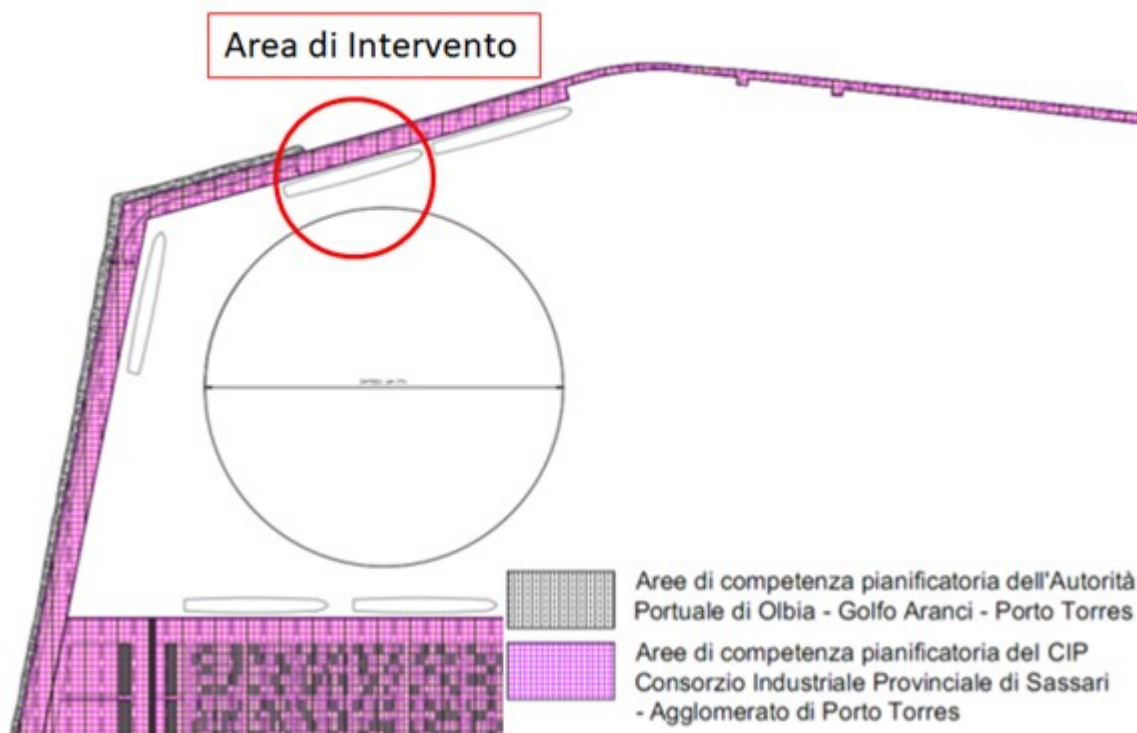 Area di Intervento
Aree di competenza pianificatoria dell'Autorità
Portuale di Olbia - Golfo Aranci - Porto Torres
Aree di competenza pianificatoria del CIP
Consorzio Industriale Provinciale di Sassari
- Agglomerato di Porto Torres